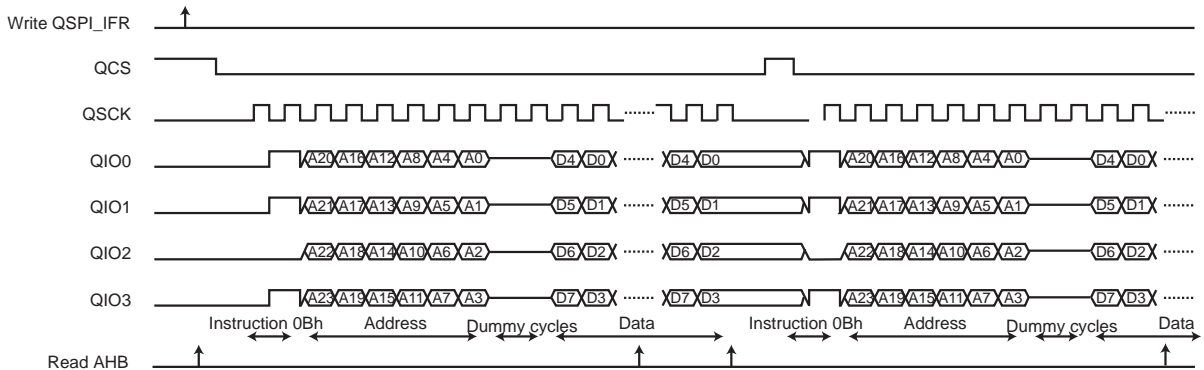 Write QSPI_IFR
QCS
QSCK
QIO0 A20 A16 A12 A8 A4 A0 D4 D0 D4 D0 A20 A16 A12 A8 A4 A0 D4 D0
QIO1 A21 A17 A13 A9 A5 A1 D5 D1 D5 D1 A21 A17 A13 A9 A5 A1 D5 D1
QIO2 A22 A18 A14 A10 A6 A2 D6 D2 D6 D2 A22 A18 A14 A10 A6 A2 D6 D2
QIO3 A23 A19 A15 A11 A7 A3 D7 D3 D7 D3 A23 A19 A15 A11 A7 A3 D7 D3
Instruction 0Bh Address Dummy cycles Data Instruction 0Bh Address Dummy cycles Data
Read AHB